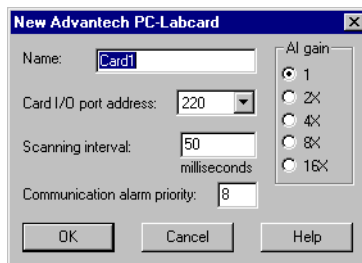 New Advantech PC-Labcard
Name: Card1
Card I/O port address: 220
Scanning interval: 50
milliseconds
Communication alarm priority: 8
AI gain
1
2X
4X
8X
16X
OK Cancel Help